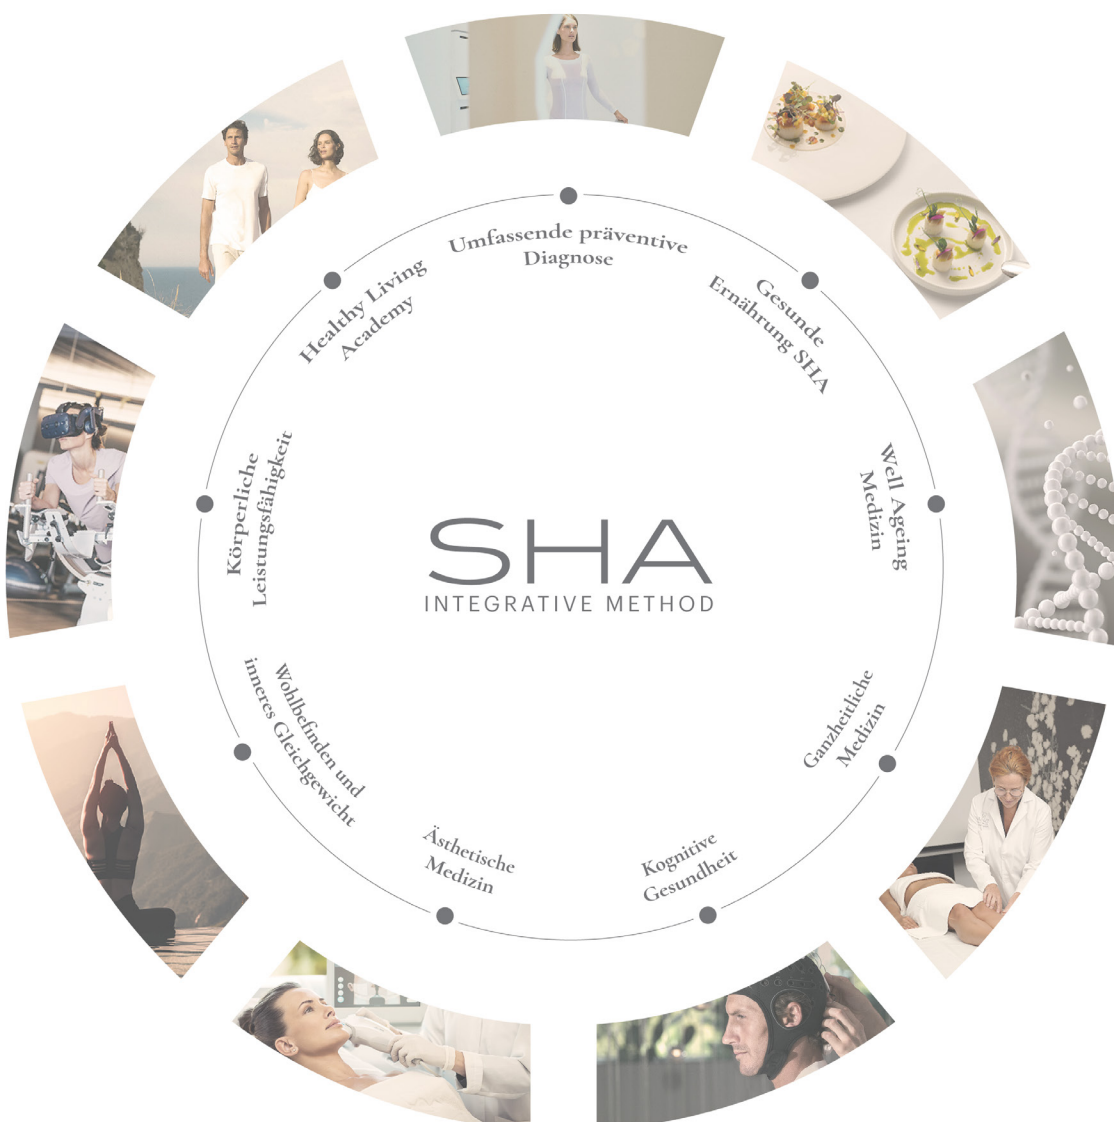 Umfassende präventive
Diagnose
Gesunde
Ernährung SHA
Well Ageing
Medizin
Ganzheitliche
Medizin
Kognitive
Gesundheit
Ästhetische
Medizin
Wohlbefinden und
inneres Gleichgewicht
Körperliche
Leistungsfähigkeit
Healthy Living
Academy
SHA
INTEGRATIVE METHOD